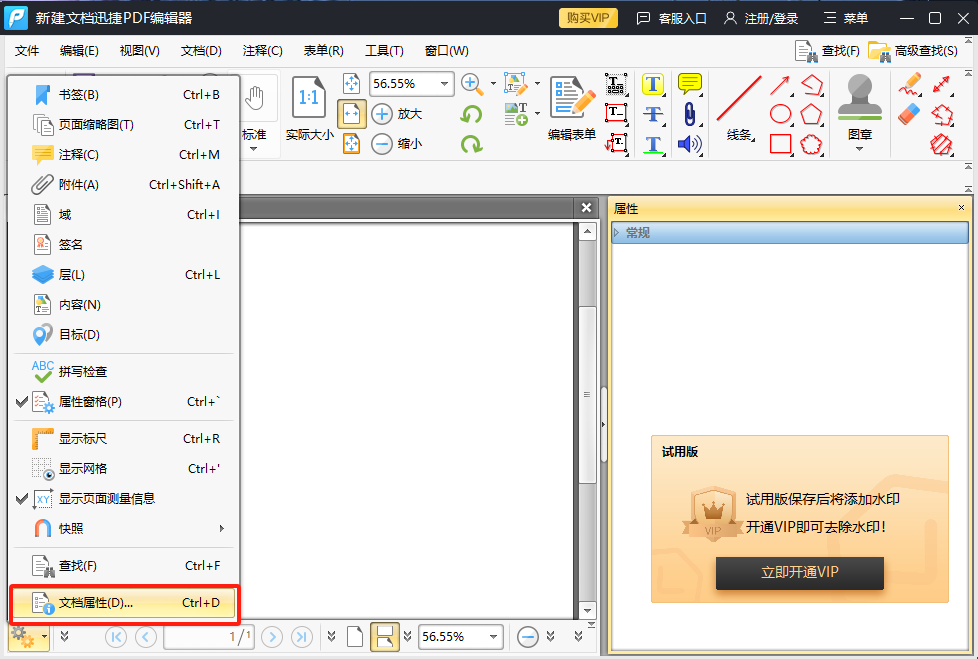 新建文档迅捷PDF编辑器
购买VIP
客服入口
注册/登录
菜单
文件 编辑(E) 视图(V) 文档(D) 注释(C) 表单(R) 工具(T) 窗口(W)
查找(F) 高级查找(S)
标准
1:1
实际大小
56.55%
放大
缩小
编辑表单
线条
图章
书签(B) Ctrl+B
页面缩略图(T) Ctrl+T
注释(C) Ctrl+M
附件(A) Ctrl+Shift+A
域 Ctrl+I
签名
层(L) Ctrl+L
内容(N)
目标(D)
ABC 拼写检查
属性窗格(P) Ctrl+`
显示标尺 Ctrl+R
显示网格 Ctrl+'
XY 显示页面测量信息
快照
查找(F) Ctrl+F
文档属性(D)... Ctrl+D
属性
常规
试用版
VIP
试用版保存后将添加水印
开通VIP即可去除水印!
立即开通VIP
1/1
56.55%